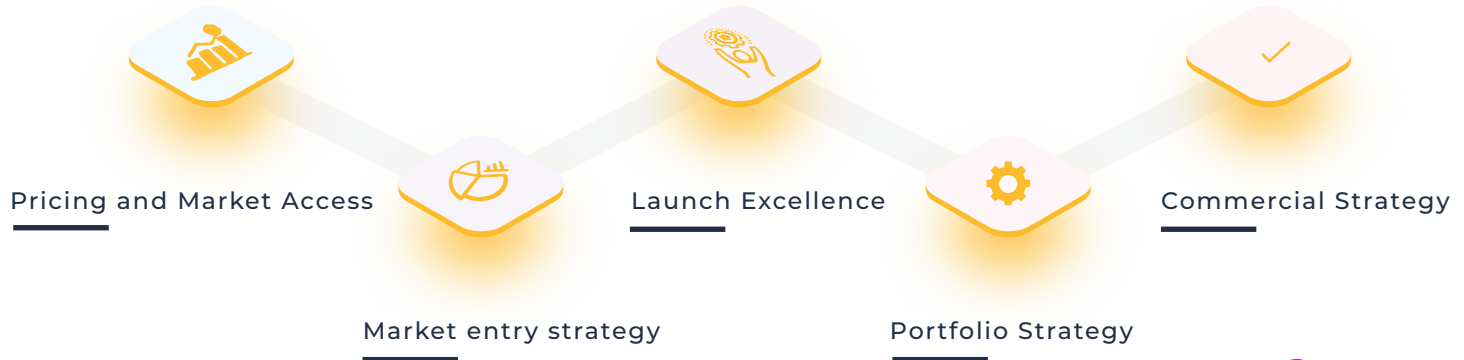 Pricing and Market Access
Market entry strategy
Launch Excellence
Portfolio Strategy
Commercial Strategy